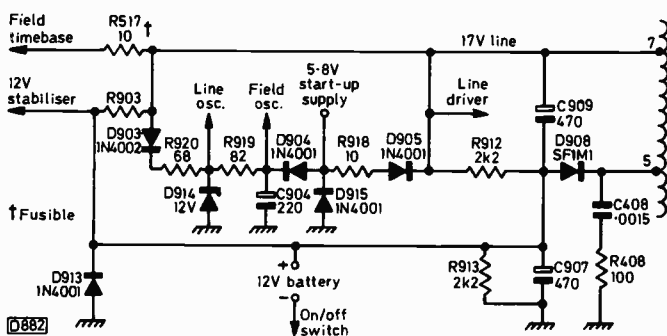 Field
timebase
R517
10
†
17V line
7
12V
stabiliser
R903
Line
osc.
Field
osc.
5-8V
start-up
supply
Line
driver
C909
470
D903
1N4002
R920
68
R919
82
D904
1N4001
R918
10
D905
1N4001
R912
2k2
D908
SF1M1
5
D914
12V
C904
220
D915
1N4001
C408
·0015
†Fusible
+
12V battery
−
R913
2k2
C907
470
R408
100
D913
1N4001
On/off
switch
D882